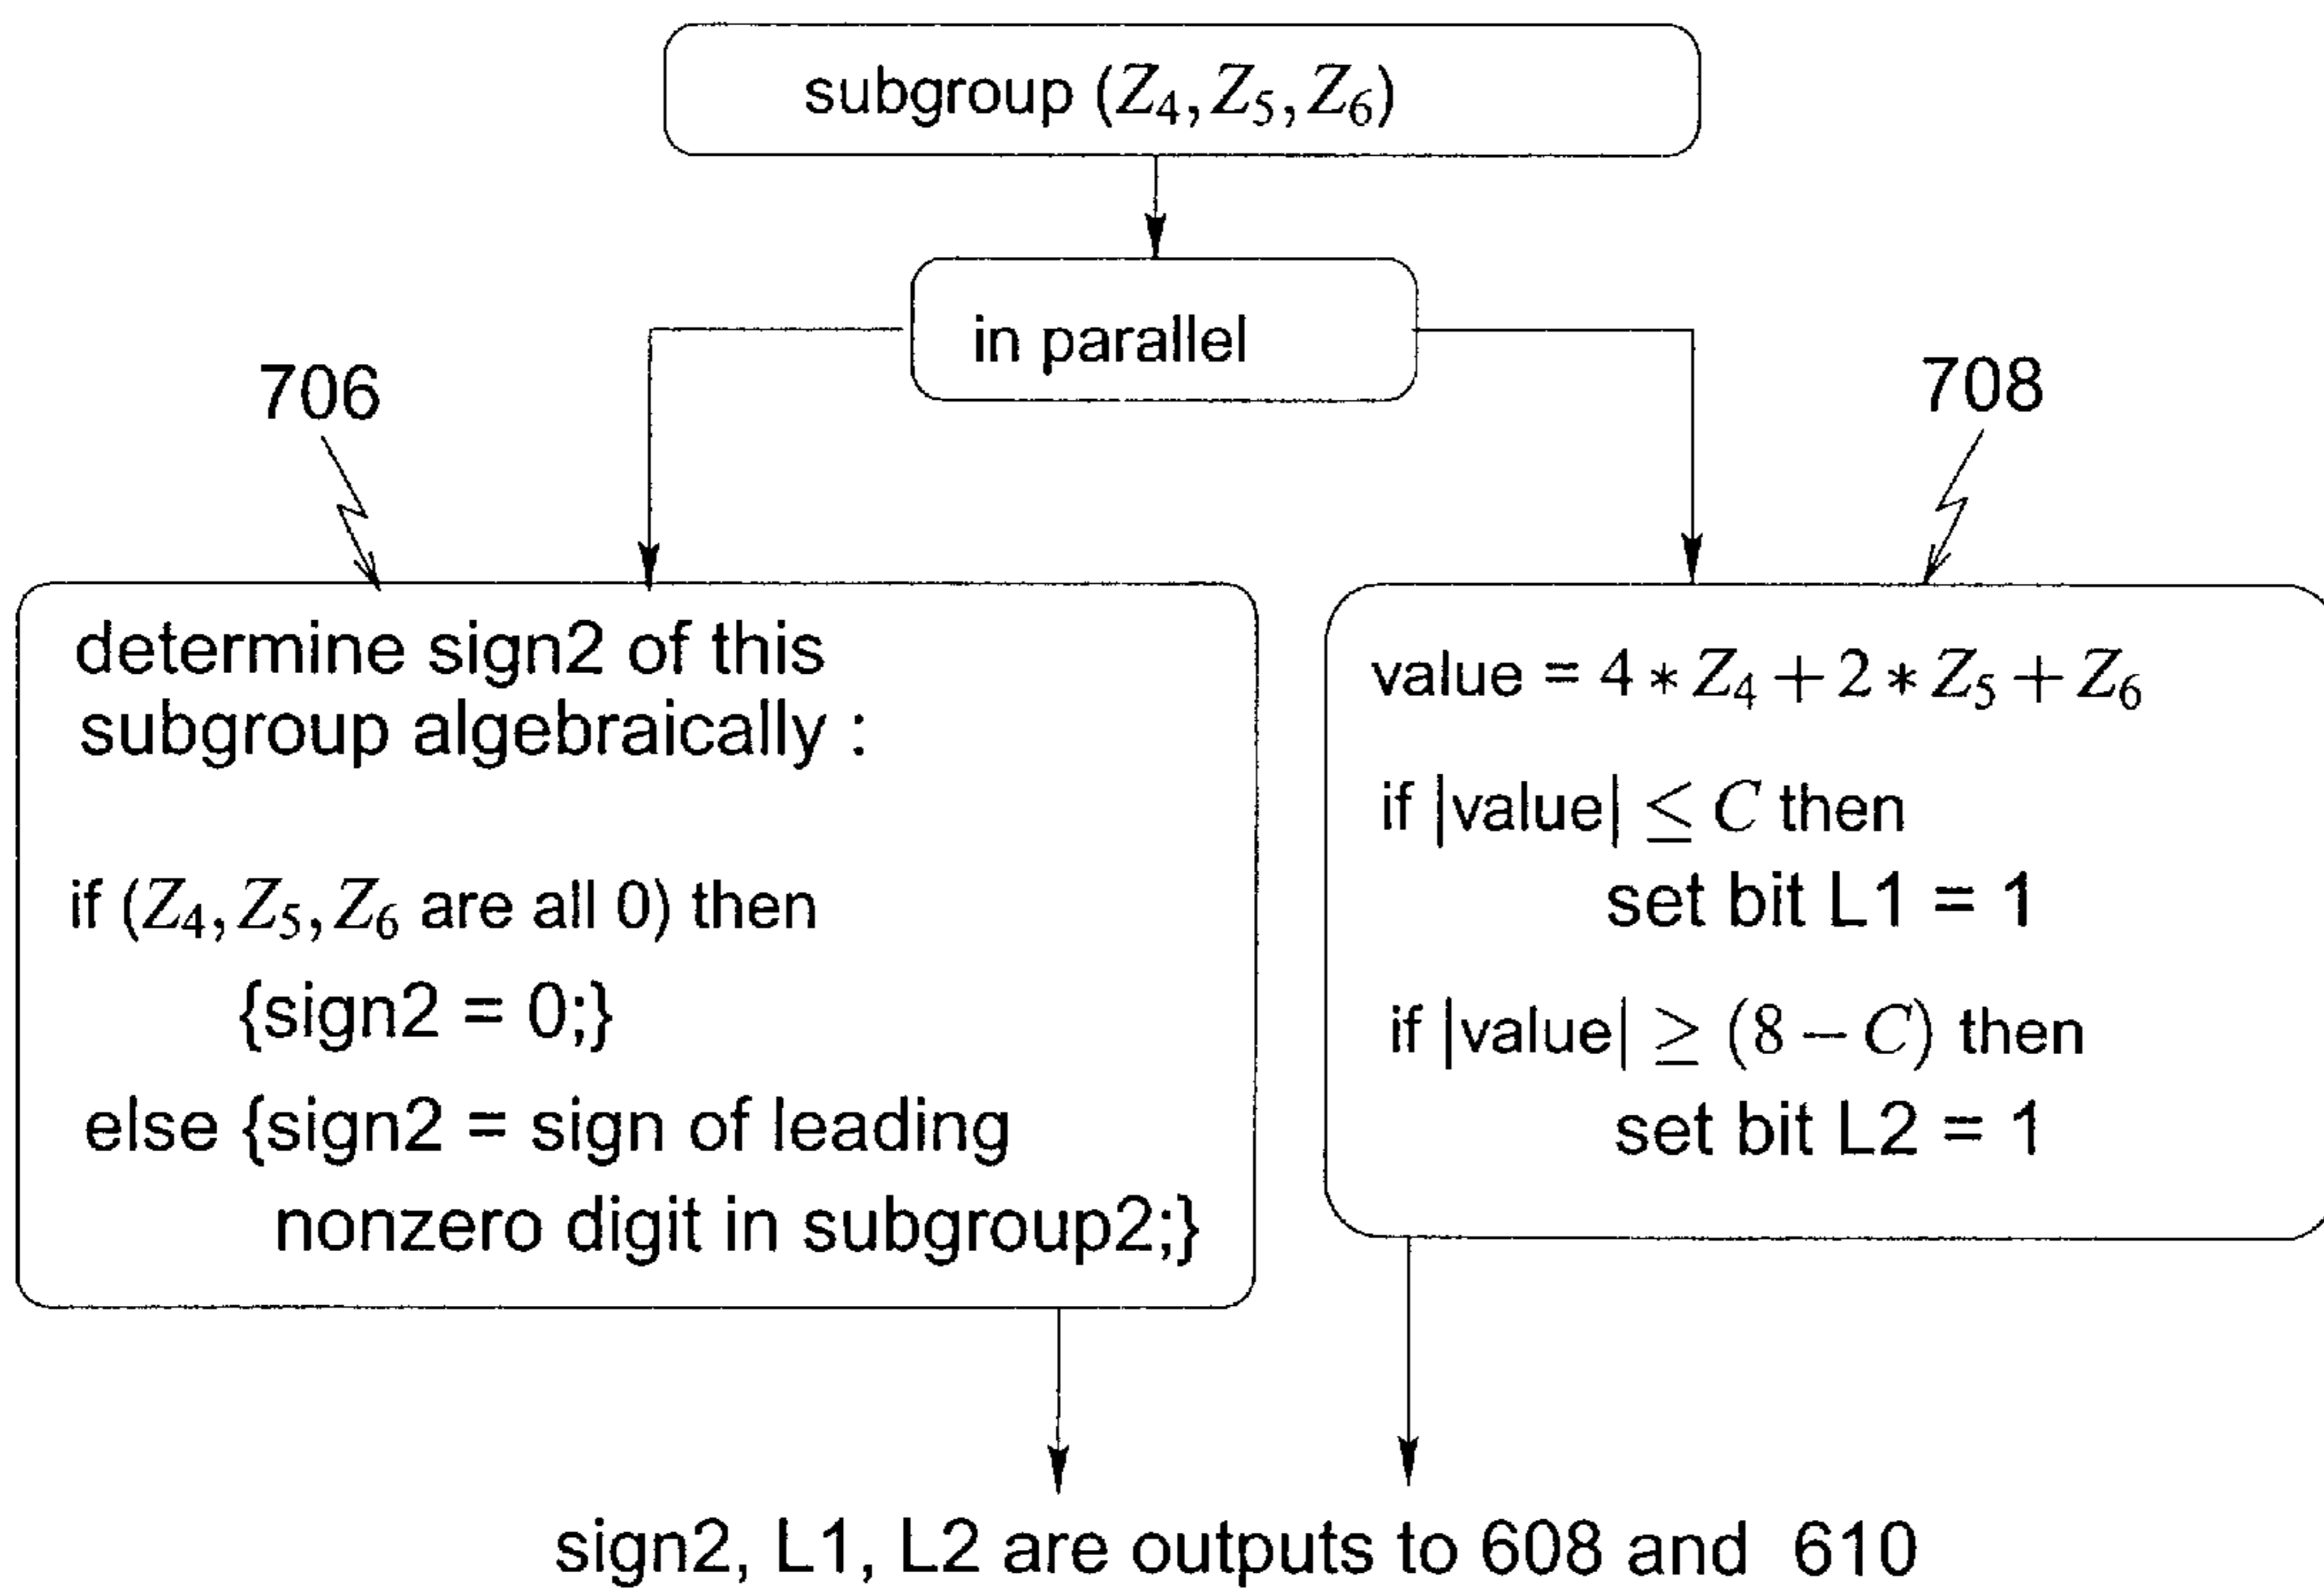 subgroup (Z₄, Z₅, Z₆)
in parallel
706
708
determine sign2 of this
subgroup algebraically :
if (Z₄, Z₅, Z₆ are all 0) then
{sign2 = 0;}
else {sign2 = sign of leading
nonzero digit in subgroup2;}
value = 4 * Z₄ + 2 * Z₅ + Z₆
if |value| ≤ C then
set bit L1 = 1
if |value| ≥ (8 − C) then
set bit L2 = 1
sign2, L1, L2 are outputs to 608 and 610